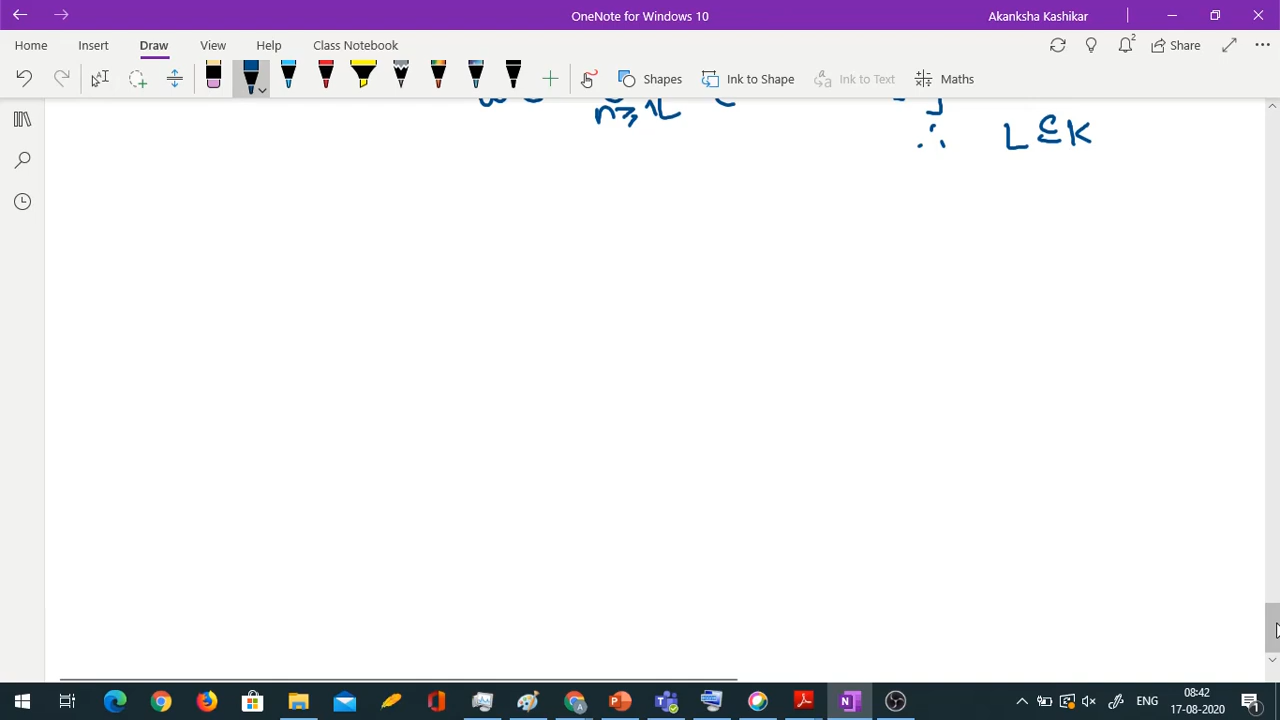 OneNote for Windows 10
Akanksha Kashikar
Home Insert Draw View Help Class Notebook
Share
Shapes Ink to Shape Ink to Text Maths
n≥1
∴ L ⊆ K
ENG
08:42
17-08-2020